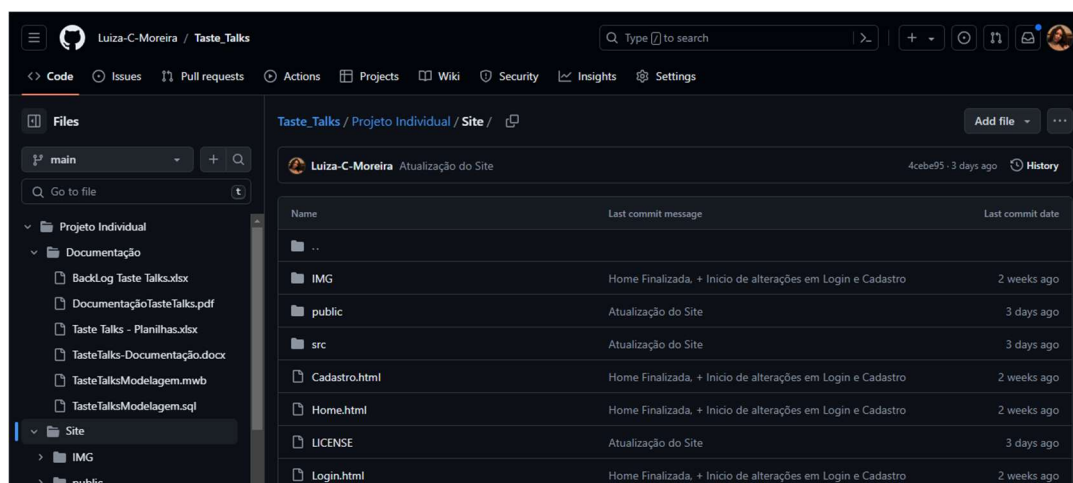 Luiza-C-Moreira / Taste_Talks
Type / to search
Code Issues Pull requests Actions Projects Wiki Security Insights Settings
Files
main
Go to file t
Projeto Individual
Documentação
BackLog Taste Talks.xlsx
DocumentaçãoTasteTalks.pdf
Taste Talks - Planilhas.xlsx
TasteTalks-Documentação.docx
TasteTalksModelagem.mwb
TasteTalksModelagem.sql
Site
IMG
public
Taste_Talks / Projeto Individual / Site /
Add file
Luiza-C-Moreira Atualização do Site 4cebe95 · 3 days ago History
Name Last commit message Last commit date
..
IMG Home Finalizada, + Inicio de alterações em Login e Cadastro 2 weeks ago
public Atualização do Site 3 days ago
src Atualização do Site 3 days ago
Cadastro.html Home Finalizada, + Inicio de alterações em Login e Cadastro 2 weeks ago
Home.html Home Finalizada, + Inicio de alterações em Login e Cadastro 2 weeks ago
LICENSE Atualização do Site 3 days ago
Login.html Home Finalizada, + Inicio de alterações em Login e Cadastro 2 weeks ago